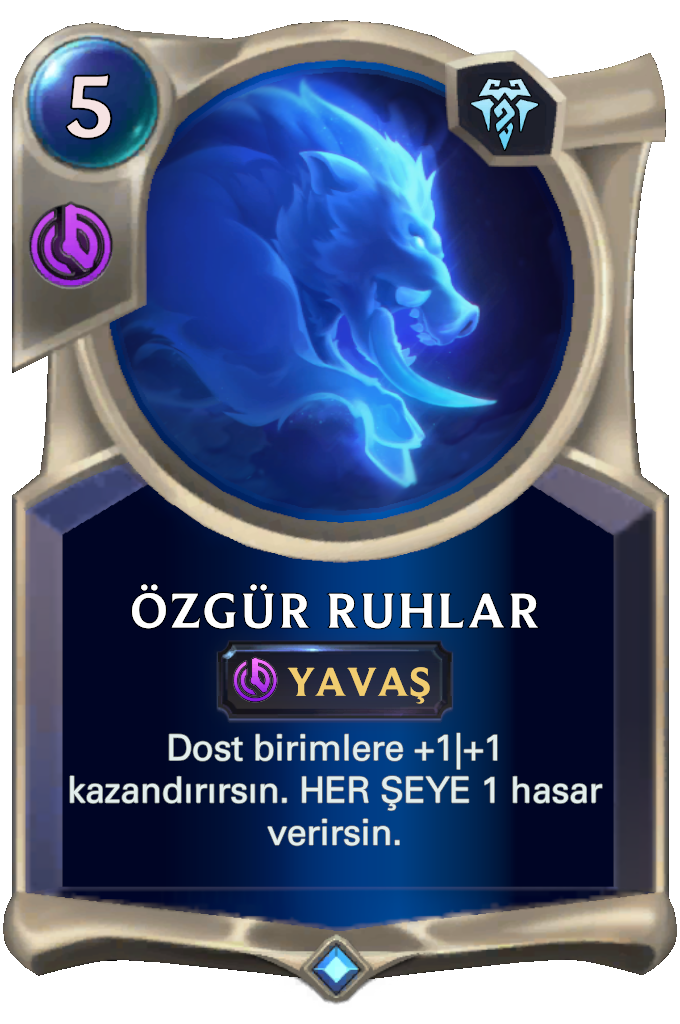 5
ÖZGÜR RUHLAR
YAVAŞ
Dost birimlere +1|+1
kazandırırsın. HER ŞEYE 1 hasar
verirsin.